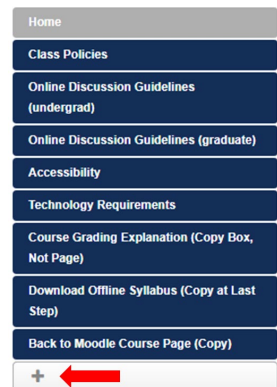 Home
Class Policies
Online Discussion Guidelines
(undergrad)
Online Discussion Guidelines (graduate)
Accessibility
Technology Requirements
Course Grading Explanation (Copy Box,
Not Page)
Download Offline Syllabus (Copy at Last
Step)
Back to Moodle Course Page (Copy)
+